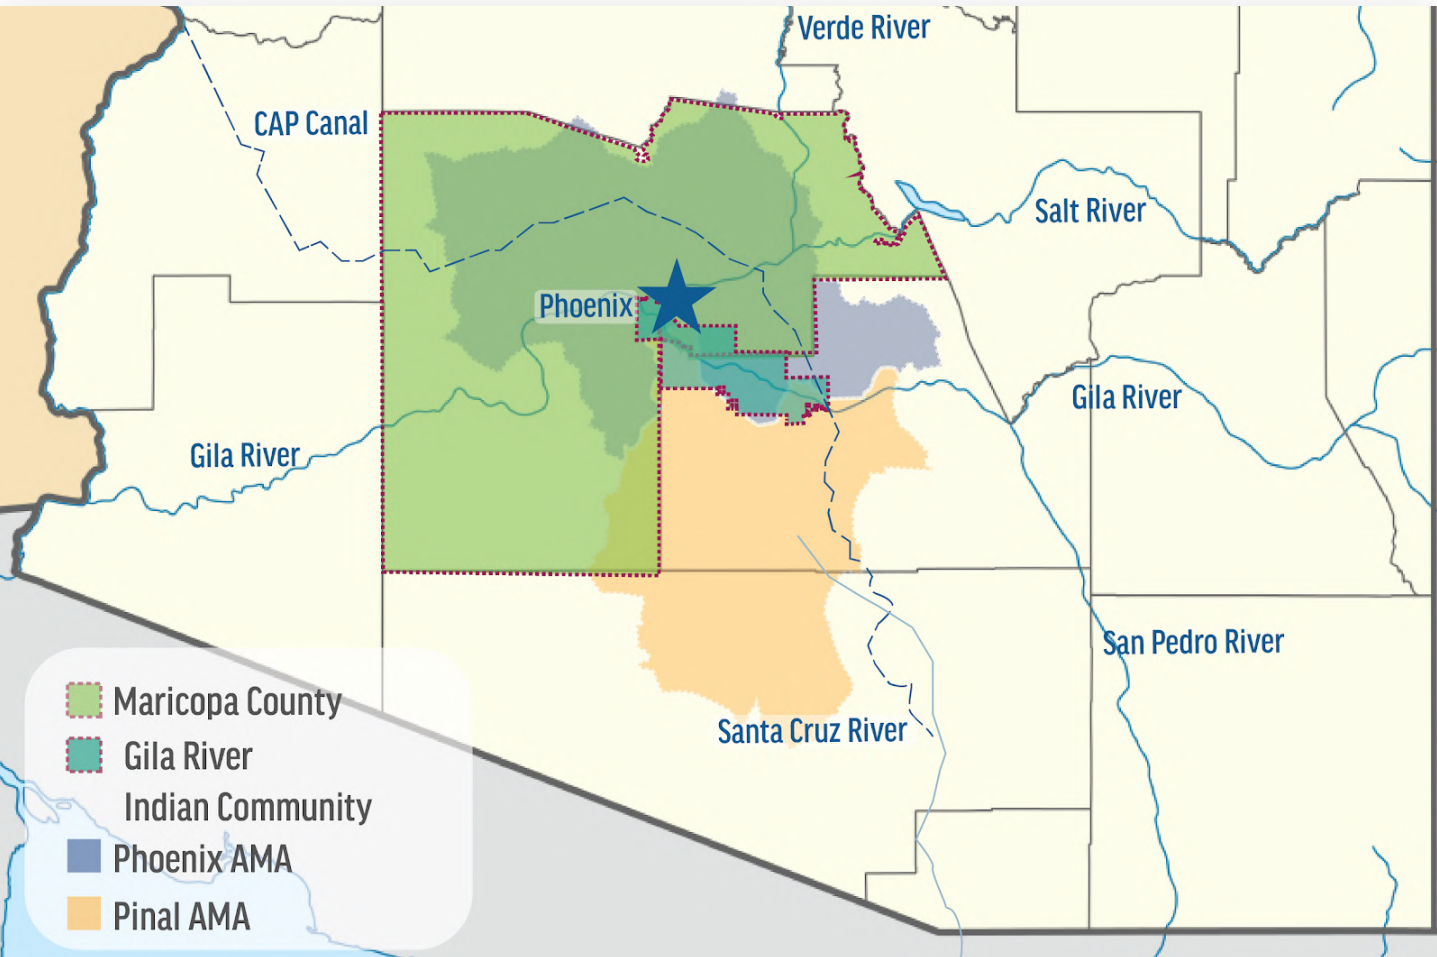 Verde River
CAP Canal
Salt River
Phoenix
Gila River
Gila River
San Pedro River
Santa Cruz River
Maricopa County
Gila River
Indian Community
Phoenix AMA
Pinal AMA